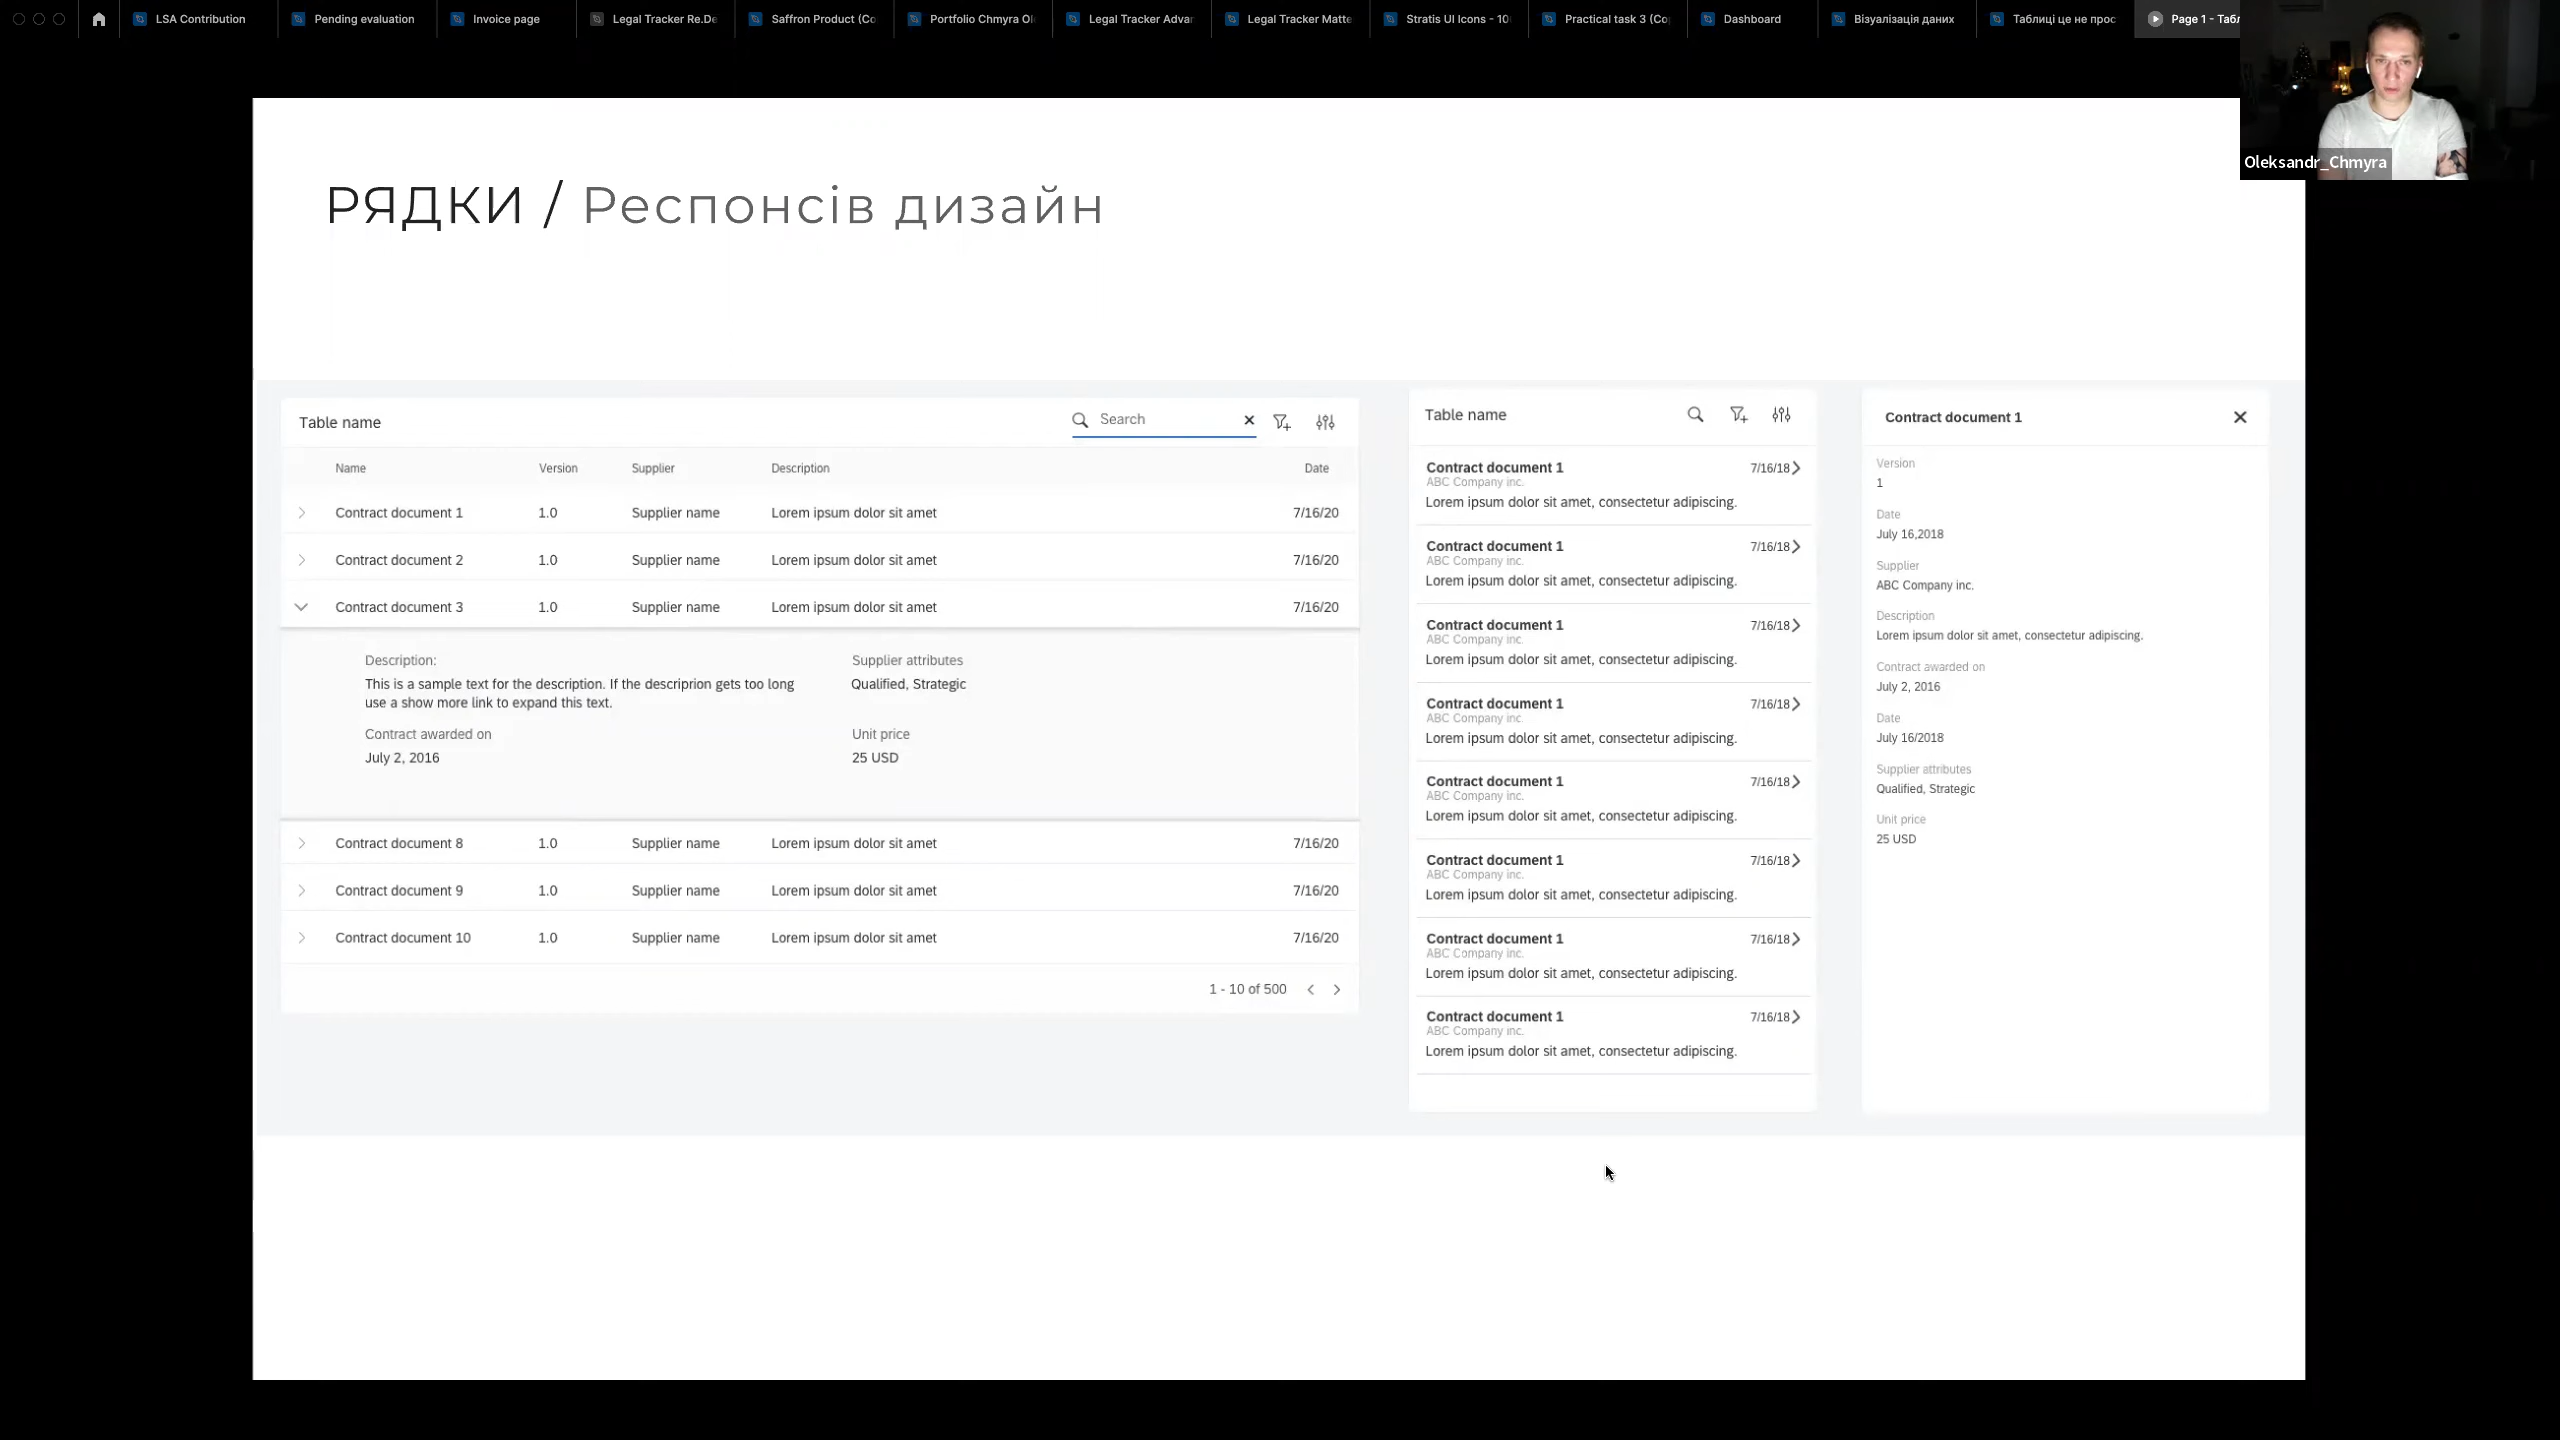 LSA Contribution
Pending evaluation
Invoice page
Legal Tracker Re.De
Saffron Product (Co
Portfolio Chmyra Ol
Legal Tracker Advar
Legal Tracker Matte
Stratis UI Icons - 10
Practical task 3 (Co
Dashboard
Візуалізація даних
Таблиці це не прос
Page 1 - Табл
Oleksandr_Chmyra
РЯДКИ / Респонсів дизайн
Table name
Search
Name Version Supplier Description Date
Contract document 1 1.0 Supplier name Lorem ipsum dolor sit amet 7/16/20
Contract document 2 1.0 Supplier name Lorem ipsum dolor sit amet 7/16/20
Contract document 3 1.0 Supplier name Lorem ipsum dolor sit amet 7/16/20
Description:
This is a sample text for the description. If the descriprion gets too long
use a show more link to expand this text.
Supplier attributes
Qualified, Strategic
Contract awarded on
July 2, 2016
Unit price
25 USD
Contract document 8 1.0 Supplier name Lorem ipsum dolor sit amet 7/16/20
Contract document 9 1.0 Supplier name Lorem ipsum dolor sit amet 7/16/20
Contract document 10 1.0 Supplier name Lorem ipsum dolor sit amet 7/16/20
1 - 10 of 500
Table name
Contract document 1 7/16/18
ABC Company inc.
Lorem ipsum dolor sit amet, consectetur adipiscing.
Contract document 1 7/16/18
ABC Company inc.
Lorem ipsum dolor sit amet, consectetur adipiscing.
Contract document 1 7/16/18
ABC Company inc.
Lorem ipsum dolor sit amet, consectetur adipiscing.
Contract document 1 7/16/18
ABC Company inc.
Lorem ipsum dolor sit amet, consectetur adipiscing.
Contract document 1 7/16/18
ABC Company inc.
Lorem ipsum dolor sit amet, consectetur adipiscing.
Contract document 1 7/16/18
ABC Company inc.
Lorem ipsum dolor sit amet, consectetur adipiscing.
Contract document 1 7/16/18
ABC Company inc.
Lorem ipsum dolor sit amet, consectetur adipiscing.
Contract document 1 7/16/18
ABC Company inc.
Lorem ipsum dolor sit amet, consectetur adipiscing.
Contract document 1
Version
1
Date
July 16,2018
Supplier
ABC Company inc.
Description
Lorem ipsum dolor sit amet, consectetur adipiscing.
Contract awarded on
July 2, 2016
Date
July 16/2018
Supplier attributes
Qualified, Strategic
Unit price
25 USD